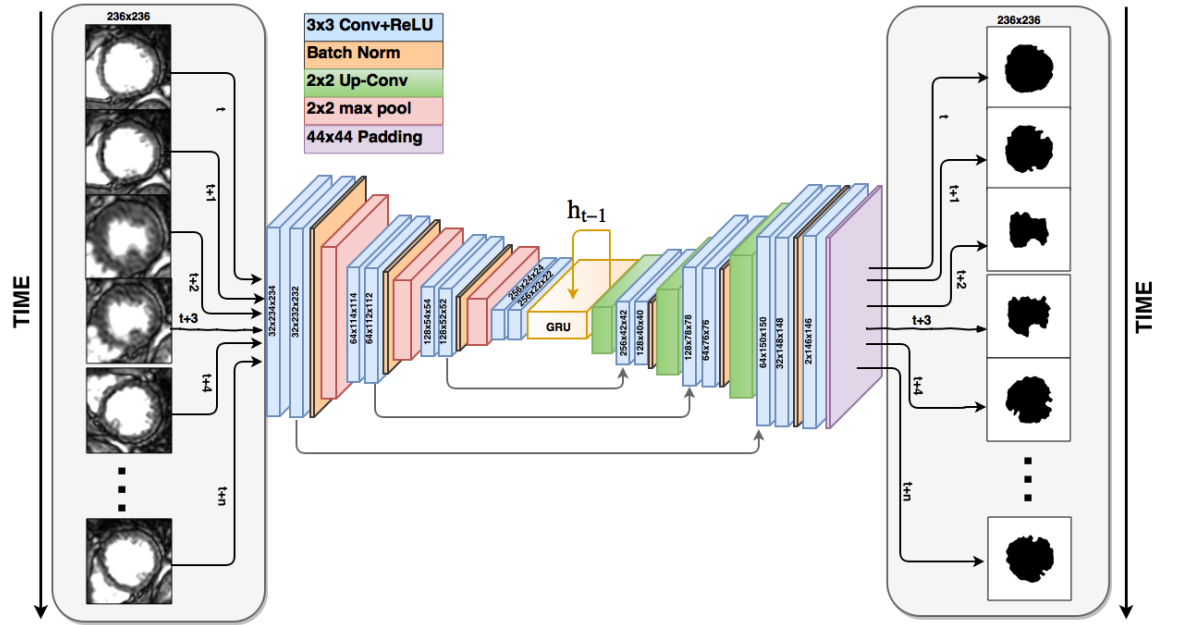 TIME
236x236
t
t+1
t+2
t+3
t+4
t+n
3x3 Conv+ReLU
Batch Norm
2x2 Up-Conv
2x2 max pool
44x44 Padding
32x234x234
32x232x232
64x114x114
64x112x112
128x54x54
128x52x52
256x24x24
256x22x22
GRU
ht−1
256x42x42
128x40x40
128x78x78
64x76x76
64x150x150
32x148x148
2x146x146
236x236
t
t+1
t+2
t+3
t+4
t+n
TIME